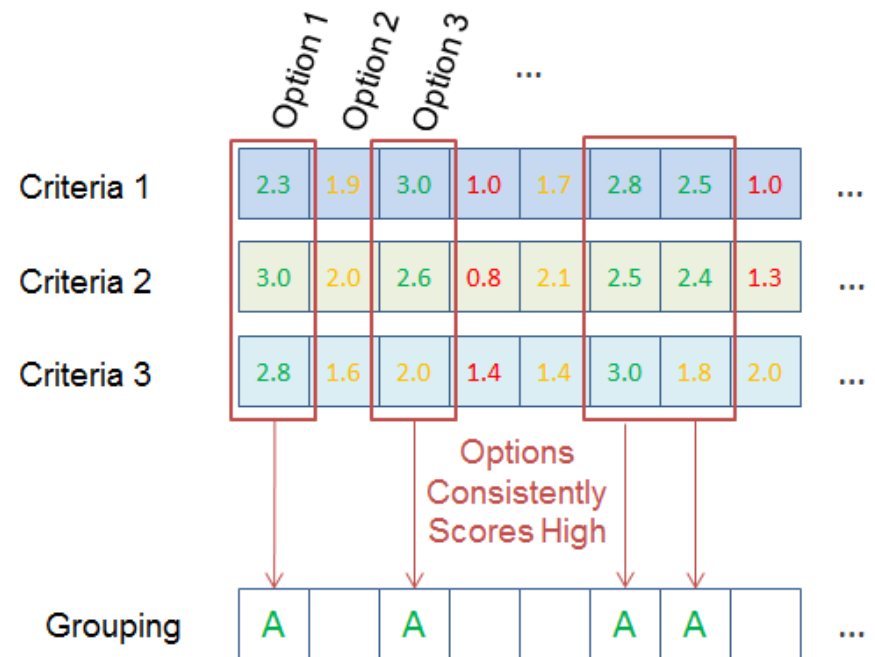 Option 1 Option 2 Option 3 ...
Criteria 1 2.3 1.9 3.0 1.0 1.7 2.8 2.5 1.0 ...
Criteria 2 3.0 2.0 2.6 0.8 2.1 2.5 2.4 1.3 ...
Criteria 3 2.8 1.6 2.0 1.4 1.4 3.0 1.8 2.0 ...
Options
Consistently
Scores High
Grouping A A A A ...